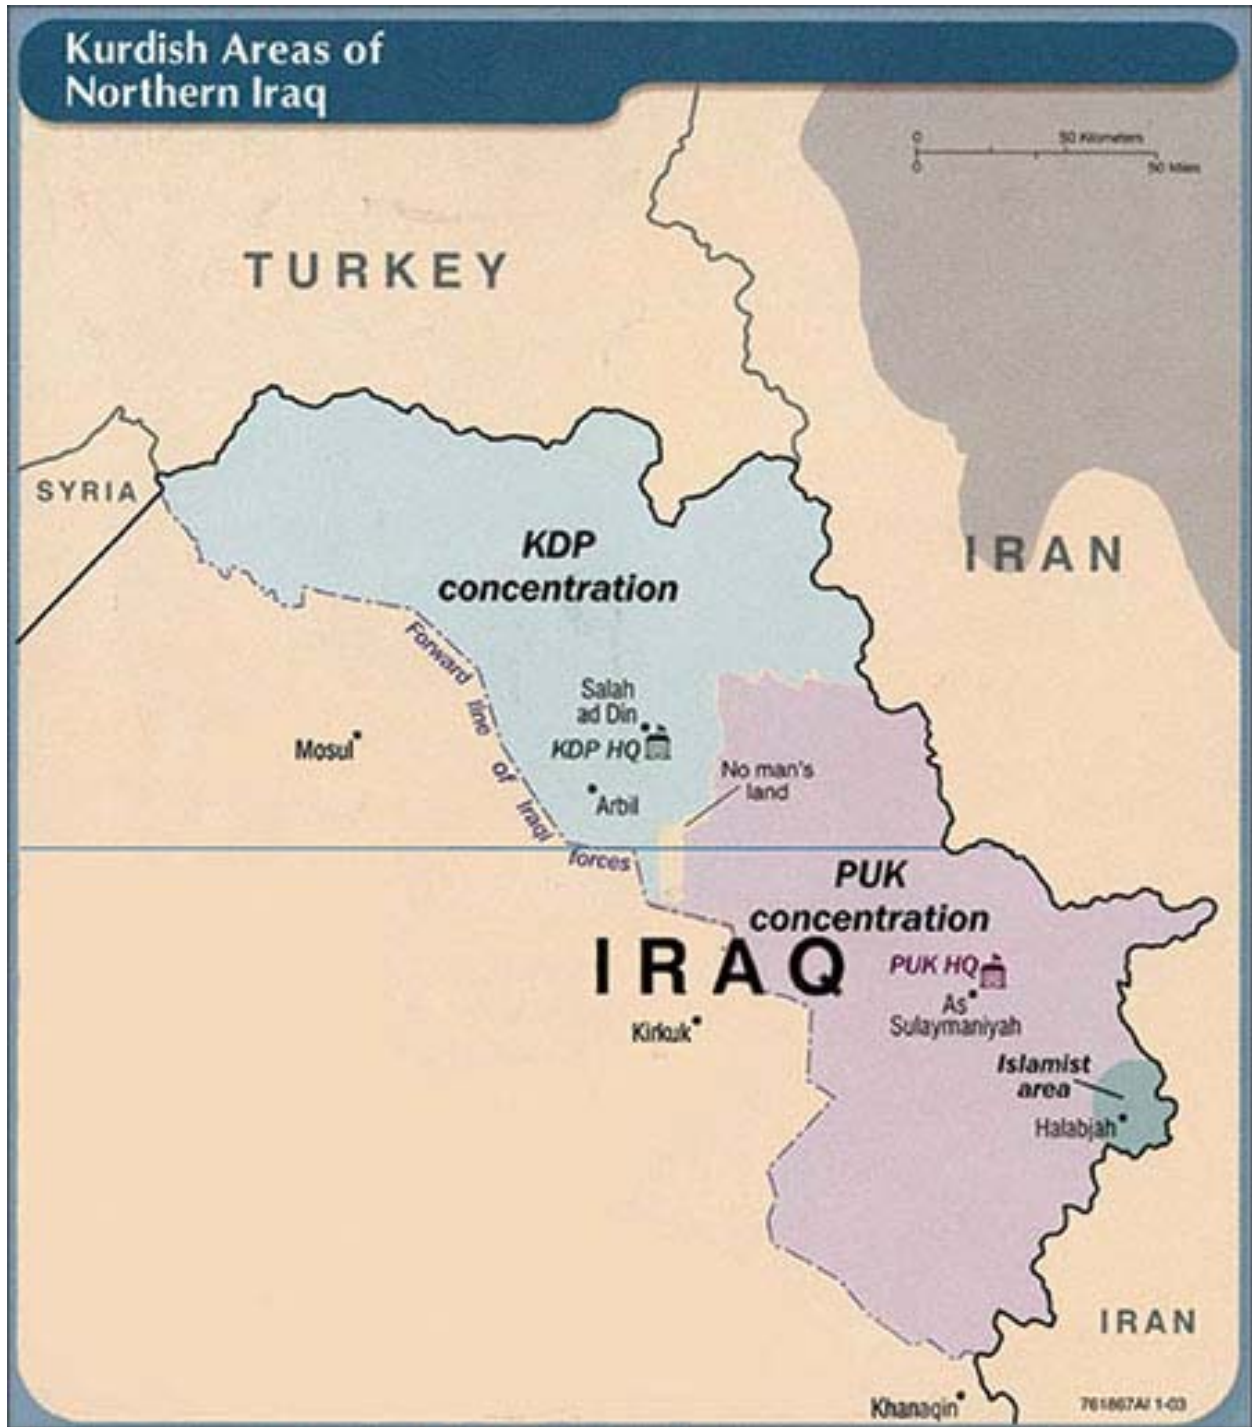 Kurdish Areas of
Northern Iraq
0 50 Kilometers
0 50 Miles
TURKEY
SYRIA
IRAN
KDP
concentration
Salah
ad Din
KDP HQ
Forward line of Iraqi forces
Mosul
Arbil
No man's
land
PUK
concentration
IRAQ
PUK HQ
As
Sulaymaniyah
Kirkuk
Islamist
area
Halabjah
IRAN
Khanaqin
761867AI 1-03